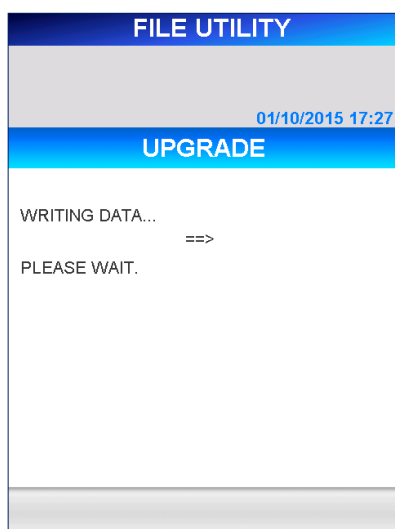 FILE UTILITY
01/10/2015 17:27
UPGRADE
WRITING DATA...
==>
PLEASE WAIT.